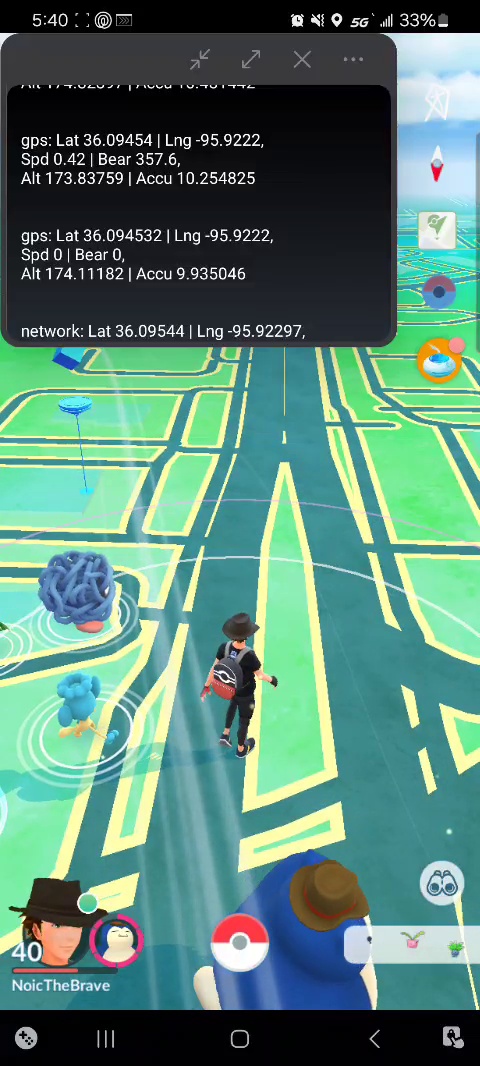 5:40
5G
33%
gps: Lat 36.09454 | Lng -95.9222,
Spd 0.42 | Bear 357.6,
Alt 173.83759 | Accu 10.254825
gps: Lat 36.094532 | Lng -95.9222,
Spd 0 | Bear 0,
Alt 174.11182 | Accu 9.935046
network: Lat 36.09544 | Lng -95.92297,
40
NoicTheBrave